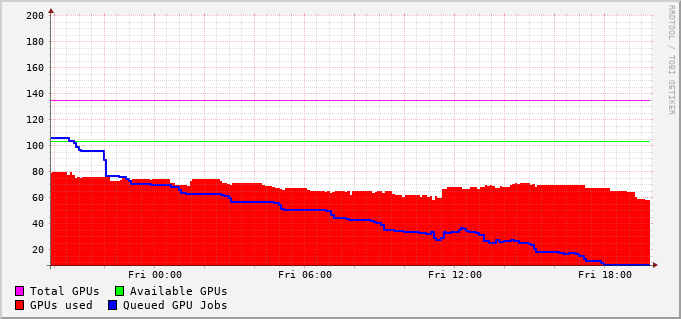 200
180
160
140
120
100
80
60
40
20
Fri 00:00 Fri 06:00 Fri 12:00 Fri 18:00
Total GPUs Available GPUs
GPUs used Queued GPU Jobs
RRDTOOL / TOBI OETIKER